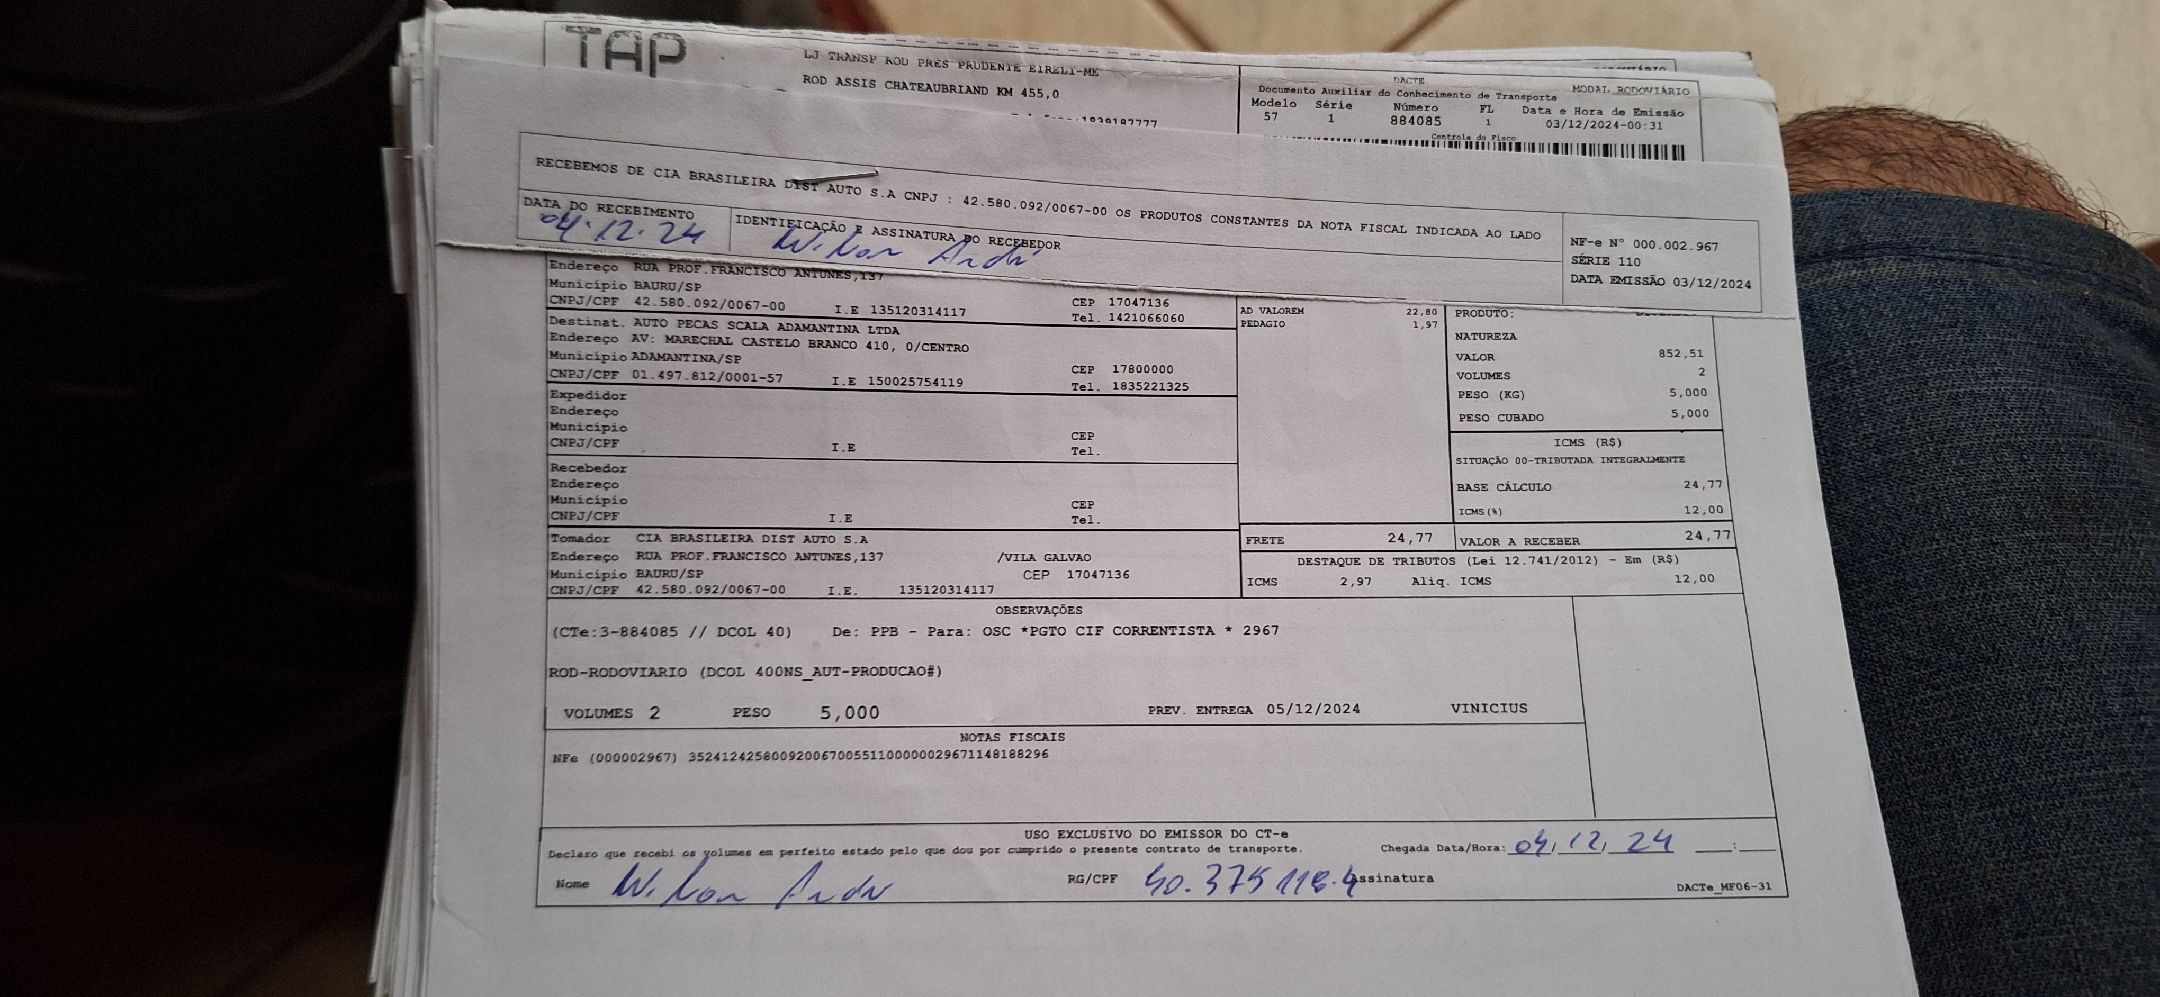 TAP
LJ TRANSP ROD PRES PRUDENTE EIRELI-ME
ROD ASSIS CHATEAUBRIAND KM 455,0
DACTE
Documento Auxiliar do Conhecimento de Transporte
MODAL RODOVIÁRIO
Modelo Série Número FL Data e Hora de Emissão
57 1 884085 1 03/12/2024-00:31
Controle do Fisco
RECEBEMOS DE CIA BRASILEIRA DIST AUTO S.A CNPJ : 42.580.092/0067-00 OS PRODUTOS CONSTANTES DA NOTA FISCAL INDICADA AO LADO
DATA DO RECEBIMENTO
04.12.24
IDENTIFICAÇÃO E ASSINATURA DO RECEBEDOR
Wilson André
NF-e Nº 000.002.967
SÉRIE 110
DATA EMISSÃO 03/12/2024
Endereço RUA PROF.FRANCISCO ANTUNES,137
Município BAURU/SP
CEP 17047136
CNPJ/CPF 42.580.092/0067-00 I.E 135120314117 Tel. 1421066060
Destinat. AUTO PECAS SCALA ADAMANTINA LTDA
Endereço AV: MARECHAL CASTELO BRANCO 410, 0/CENTRO
Município ADAMANTINA/SP CEP 17800000
CNPJ/CPF 01.497.812/0001-57 I.E 150025754119 Tel. 1835221325
Expedidor
Endereço
Município CEP
CNPJ/CPF I.E Tel.
Recebedor
Endereço
Município CEP
CNPJ/CPF I.E Tel.
Tomador CIA BRASILEIRA DIST AUTO S.A
Endereço RUA PROF.FRANCISCO ANTUNES,137 /VILA GALVAO
Município BAURU/SP CEP 17047136
CNPJ/CPF 42.580.092/0067-00 I.E. 135120314117
AD VALOREM 22,80
PEDAGIO 1,97
PRODUTO:
NATUREZA
VALOR 852,51
VOLUMES 2
PESO (KG) 5,000
PESO CUBADO 5,000
ICMS (R$)
SITUAÇÃO 00-TRIBUTADA INTEGRALMENTE
BASE CÁLCULO 24,77
ICMS(%) 12,00
FRETE 24,77 VALOR A RECEBER 24,77
DESTAQUE DE TRIBUTOS (Lei 12.741/2012) - Em (R$)
ICMS 2,97 Aliq. ICMS 12,00
OBSERVAÇÕES
(CTe:3-884085 // DCOL 40) De: PPB - Para: OSC *PGTO CIF CORRENTISTA * 2967
ROD-RODOVIARIO (DCOL 400NS_AUT-PRODUCAO#)
VOLUMES 2 PESO 5,000 PREV. ENTREGA 05/12/2024 VINICIUS
NOTAS FISCAIS
NFe (000002967) 35241242580092006700551100000029671148188296
USO EXCLUSIVO DO EMISSOR DO CT-e
Declaro que recebi os volumes em perfeito estado pelo que dou por cumprido o presente contrato de transporte. Chegada Data/Hora: 04, 12, 24 ___:___
Nome Wilson André RG/CPF 40.375118.4 Assinatura
DACTe_MF06-31